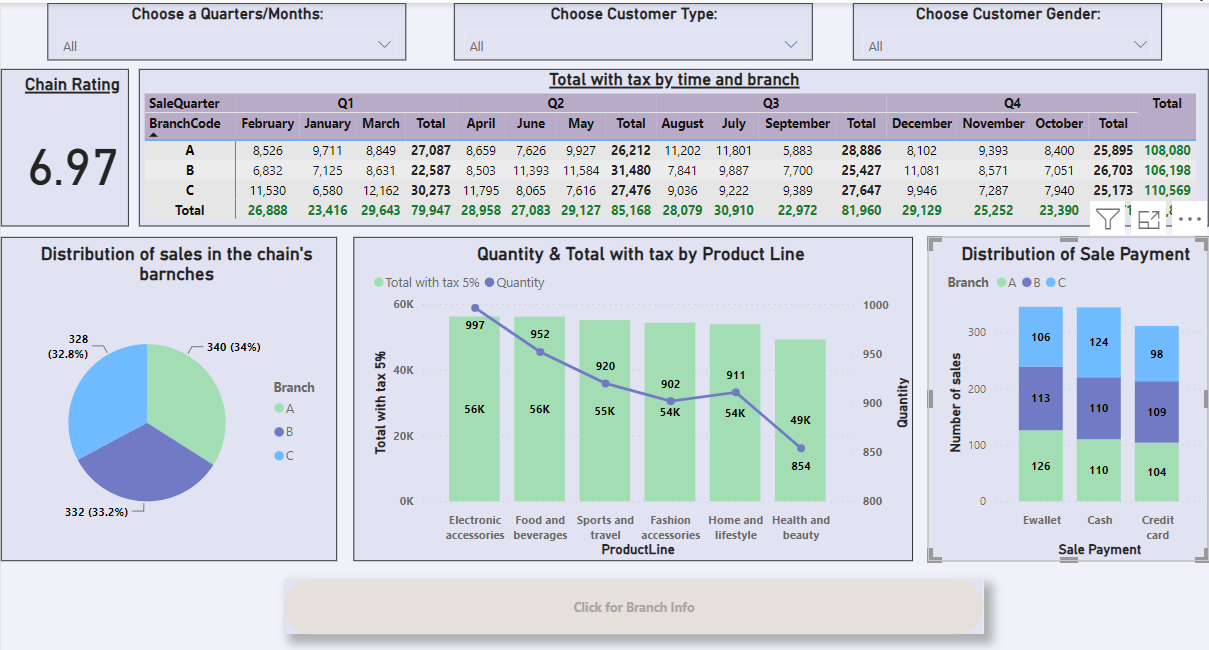 Choose a Quarters/Months:
All
Choose Customer Type:
All
Choose Customer Gender:
All
Chain Rating
6.97
Total with tax by time and branch
SaleQuarter Q1 Q2 Q3 Q4 Total
BranchCode February January March Total April June May Total August July September Total December November October Total
A 8,526 9,711 8,849 27,087 8,659 7,626 9,927 26,212 11,202 11,801 5,883 28,886 8,102 9,393 8,400 25,895 108,080
B 6,832 7,125 8,631 22,587 8,503 11,393 11,584 31,480 7,841 9,887 7,700 25,427 11,081 8,571 7,051 26,703 106,198
C 11,530 6,580 12,162 30,273 11,795 8,065 7,616 27,476 9,036 9,222 9,389 27,647 9,946 7,287 7,940 25,173 110,569
Total 26,888 23,416 29,643 79,947 28,958 27,083 29,127 85,168 28,079 30,910 22,972 81,960 29,129 25,252 23,390
Distribution of sales in the chain's
barnches
328
(32.8%)
340 (34%)
332 (33.2%)
Branch
A
B
C
Quantity & Total with tax by Product Line
Total with tax 5% Quantity
Total with tax 5%
60K
40K
20K
0K
997 952 920 902 911 854
56K 56K 55K 54K 54K 49K
1000
950
900
850
800
Quantity
Electronic
accessories
Food and
beverages
Sports and
travel
Fashion
accessories
Home and
lifestyle
Health and
beauty
ProductLine
Distribution of Sale Payment
Branch A B C
Number of sales
300
200
100
0
106 124 98
113 110 109
126 110 104
Ewallet
Cash
Credit
card
Sale Payment
Click for Branch Info